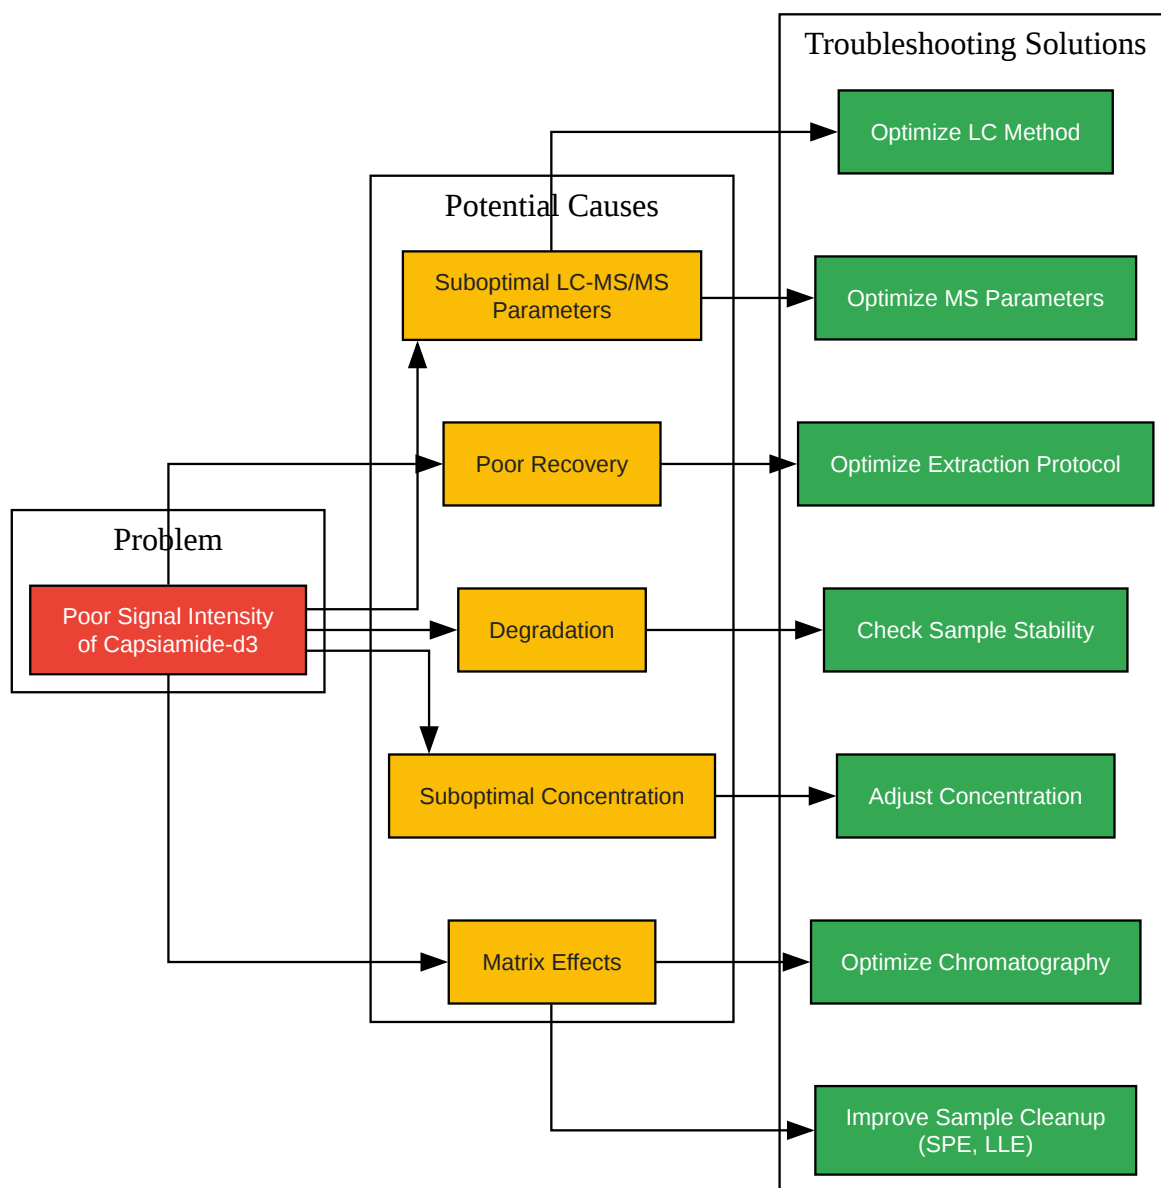 Troubleshooting Solutions
Optimize LC Method
Potential Causes
Suboptimal LC-MS/MS
Parameters
Optimize MS Parameters
Poor Recovery
Optimize Extraction Protocol
Problem
Poor Signal Intensity
of Capsiamide-d3
Degradation
Check Sample Stability
Suboptimal Concentration
Adjust Concentration
Matrix Effects
Optimize Chromatography
Improve Sample Cleanup
(SPE, LLE)